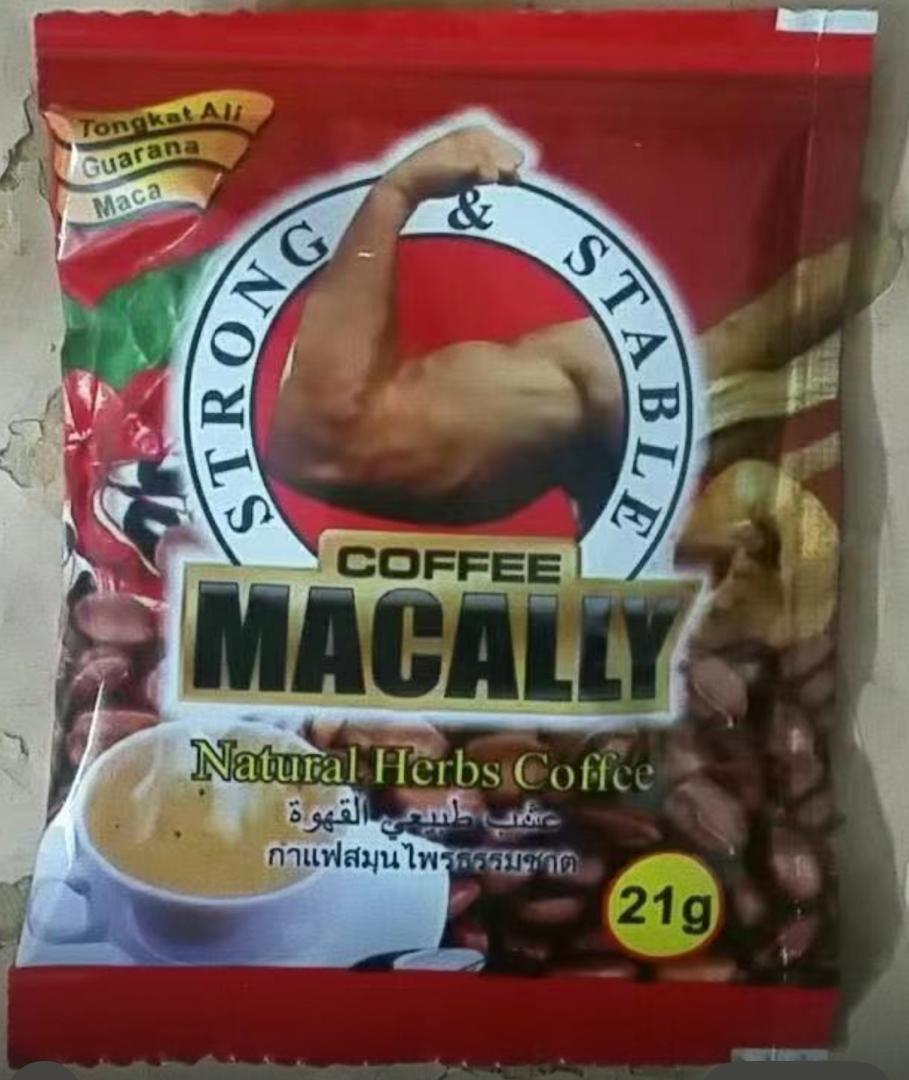 Tongkat Ali
Guarana
Maca
STRONG & STABLE
COFFEE
MACALLY
Natural Herbs Coffee
عشب طبيعي القهوة
กาแฟสมุนไพรธรรมชาต
21g